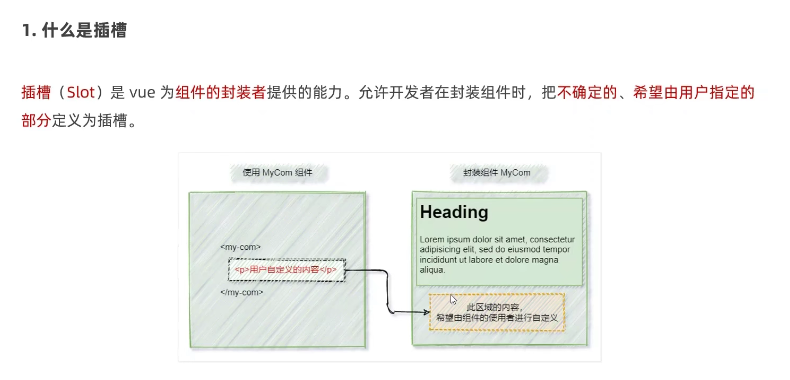 1. 什么是插槽
插槽（Slot）是 vue 为组件的封装者提供的能力。允许开发者在封装组件时，把不确定的、希望由用户指定的
部分定义为插槽。
使用 MyCom 组件
<my-com>
<p>用户自定义的内容</p>
</my-com>
封装组件 MyCom
Heading
Lorem ipsum dolor sit amet, consectetur
adipisicing elit, sed do eiusmod tempor
incididunt ut labore et dolore magna
aliqua.
此区域的内容，
希望由组件的使用者进行自定义